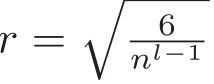 r = \sqrt{\frac{6}{n^{l-1}}}